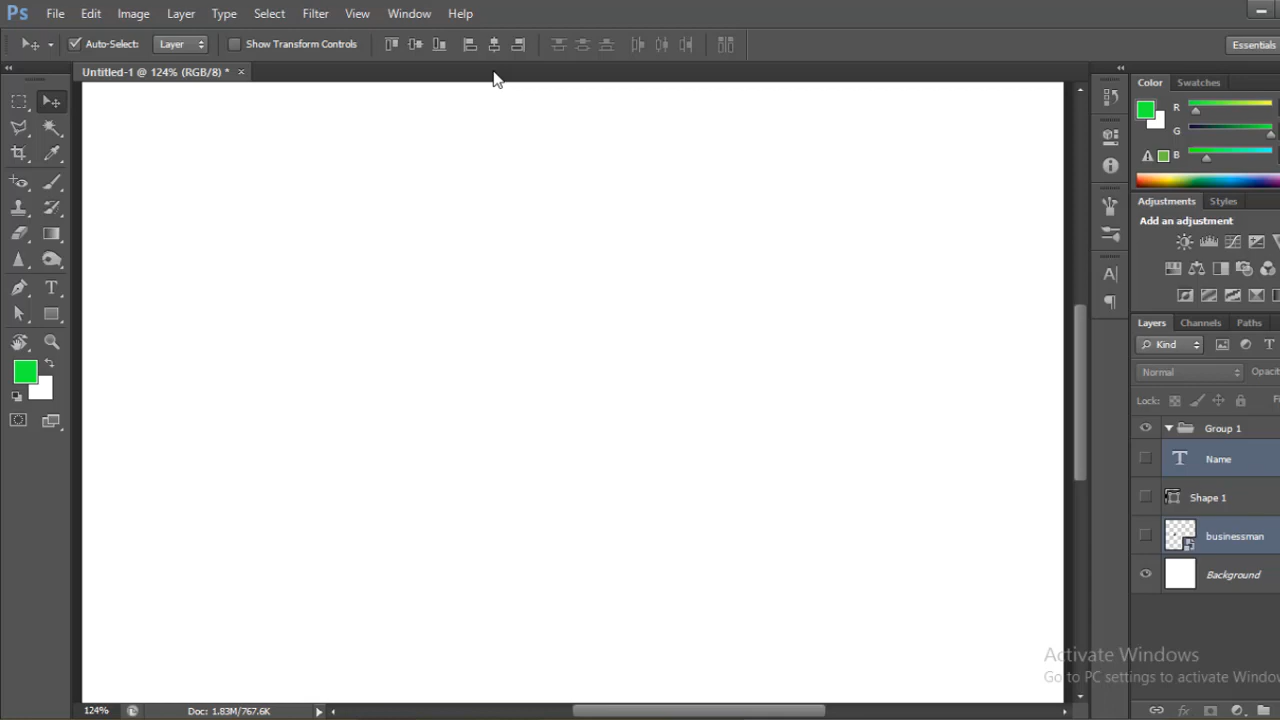 Ps File Edit Image Layer Type Select Filter View Window Help
Auto-Select: Layer Show Transform Controls Essentials
Untitled-1 @ 124% (RGB/8) * ×
Color Swatches
R
G
B
Adjustments Styles
Add an adjustment
Layers Channels Paths
Kind T
Normal
Lock:
Group 1
T Name
Shape 1
businessman
Background
Activate Windows
Go to PC settings to activate
124% Doc: 1.83M/767.6K